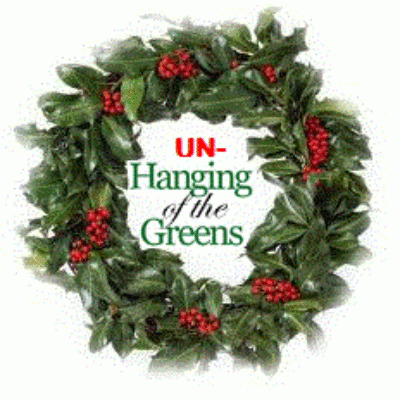 UN-
Hanging
of the
Greens